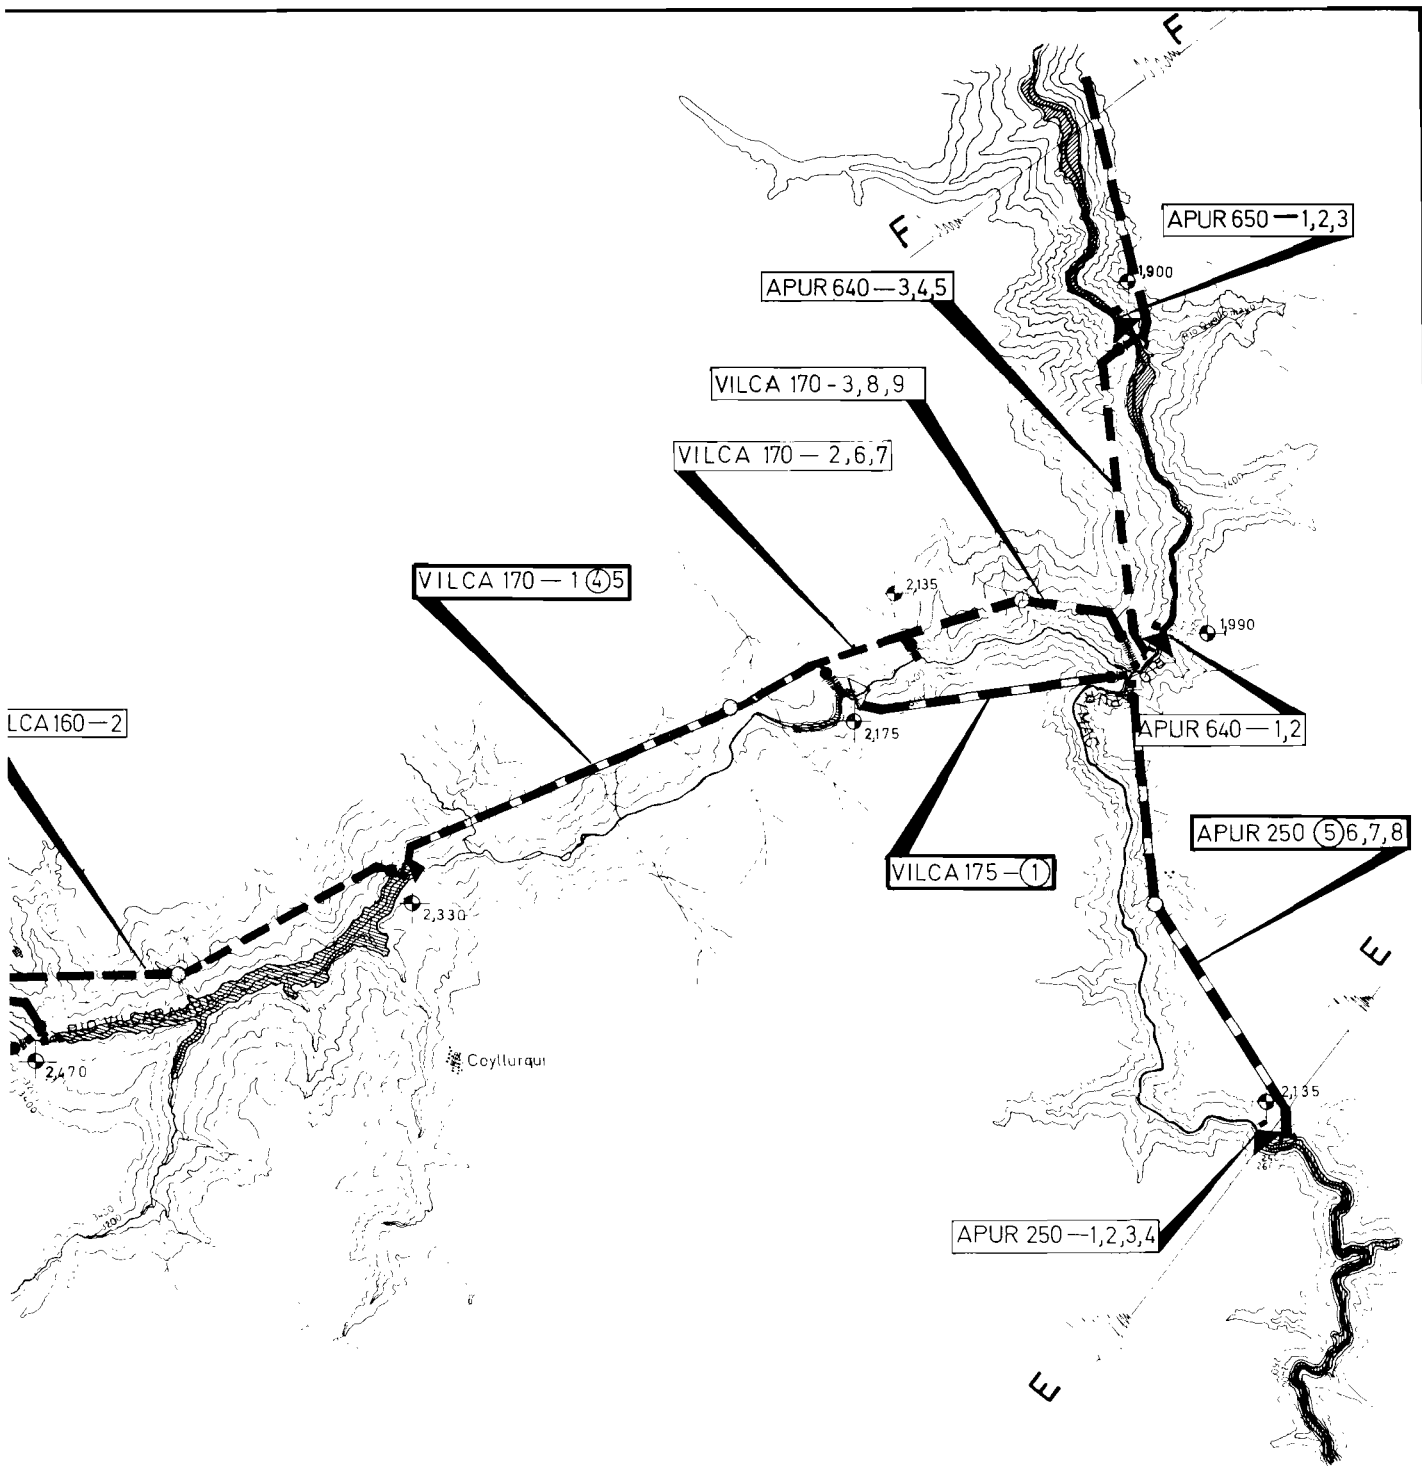 F
F
APUR 650 — 1,2,3
1,900
APUR 640 — 3,4,5
VILCA 170 - 3,8,9
VILCA 170 — 2,6,7
VILCA 170 — 1 ④ 5
2,135
1,990
LCA 160 — 2
2,175
APUR 640 — 1,2
APUR 250 ⑤ 6,7,8
VILCA 175 — ①
2,330
E
RIO VILCABA
2,470
Coyllurqui
2,135
APUR 250 — 1,2,3,4
E